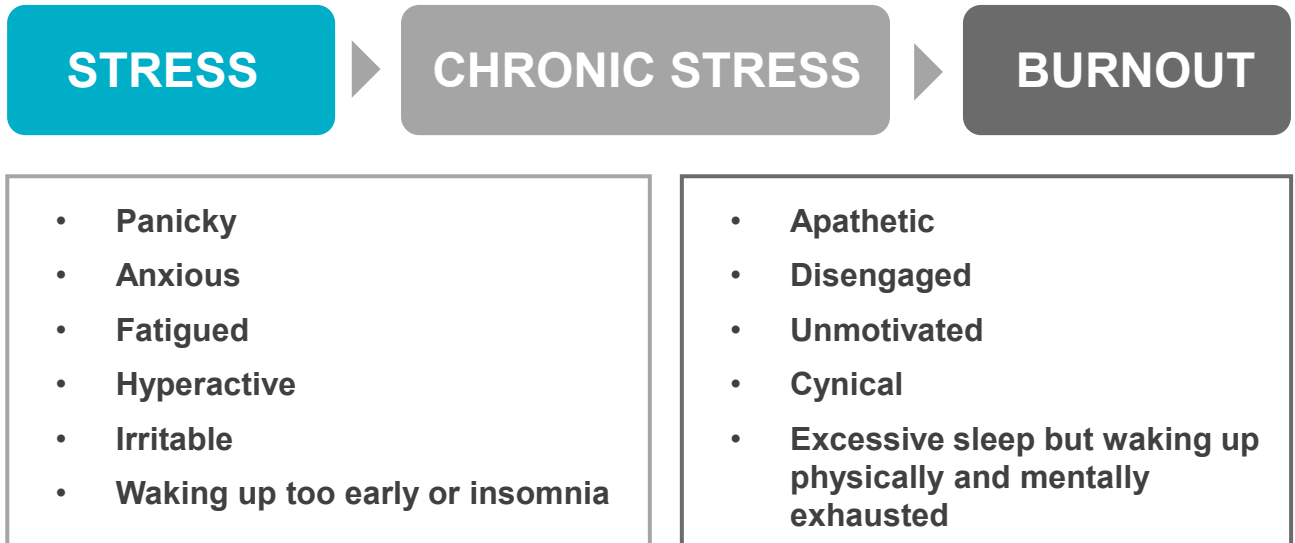 STRESS
CHRONIC STRESS
BURNOUT
• Panicky
• Anxious
• Fatigued
• Hyperactive
• Irritable
• Waking up too early or insomnia
• Apathetic
• Disengaged
• Unmotivated
• Cynical
• Excessive sleep but waking up
physically and mentally
exhausted